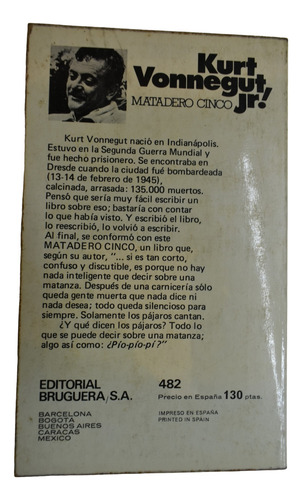 Kurt
Vonnegut,
MATADERO CINCO jr!
Kurt Vonnegut nació en Indianápolis.
Estuvo en la Segunda Guerra Mundial y
fue hecho prisionero. Se encontraba en
Dresde cuando la ciudad fué bombardeada
(13-14 de febrero de 1945),
calcinada, arrasada: 135.000 muertos.
Pensó que sería muy fácil escribir un
libro sobre eso; bastaría con contar
lo que había visto. Y escribió el libro,
lo reescribió, lo volvió a escribir.
Al final, se conformó con este
MATADERO CINCO, un libro que,
según su autor, "... si es tan corto,
confuso y discutible, es porque no hay
nada inteligente que decir sobre una
matanza. Después de una carnicería sólo
queda gente muerta que nada dice ni
nada desea; todo queda silencioso para
siempre. Solamente los pájaros cantan.
¿Y qué dicen los pájaros? Todo lo
que se puede decir sobre una matanza;
algo así como: ¿Pío-pío-pí?"
EDITORIAL
BRUGUERA, S.A.
BARCELONA
BOGOTA
BUENOS AIRES
CARACAS
MEXICO
482
Precio en España 130 ptas.
IMPRESO EN ESPAÑA
PRINTED IN SPAIN